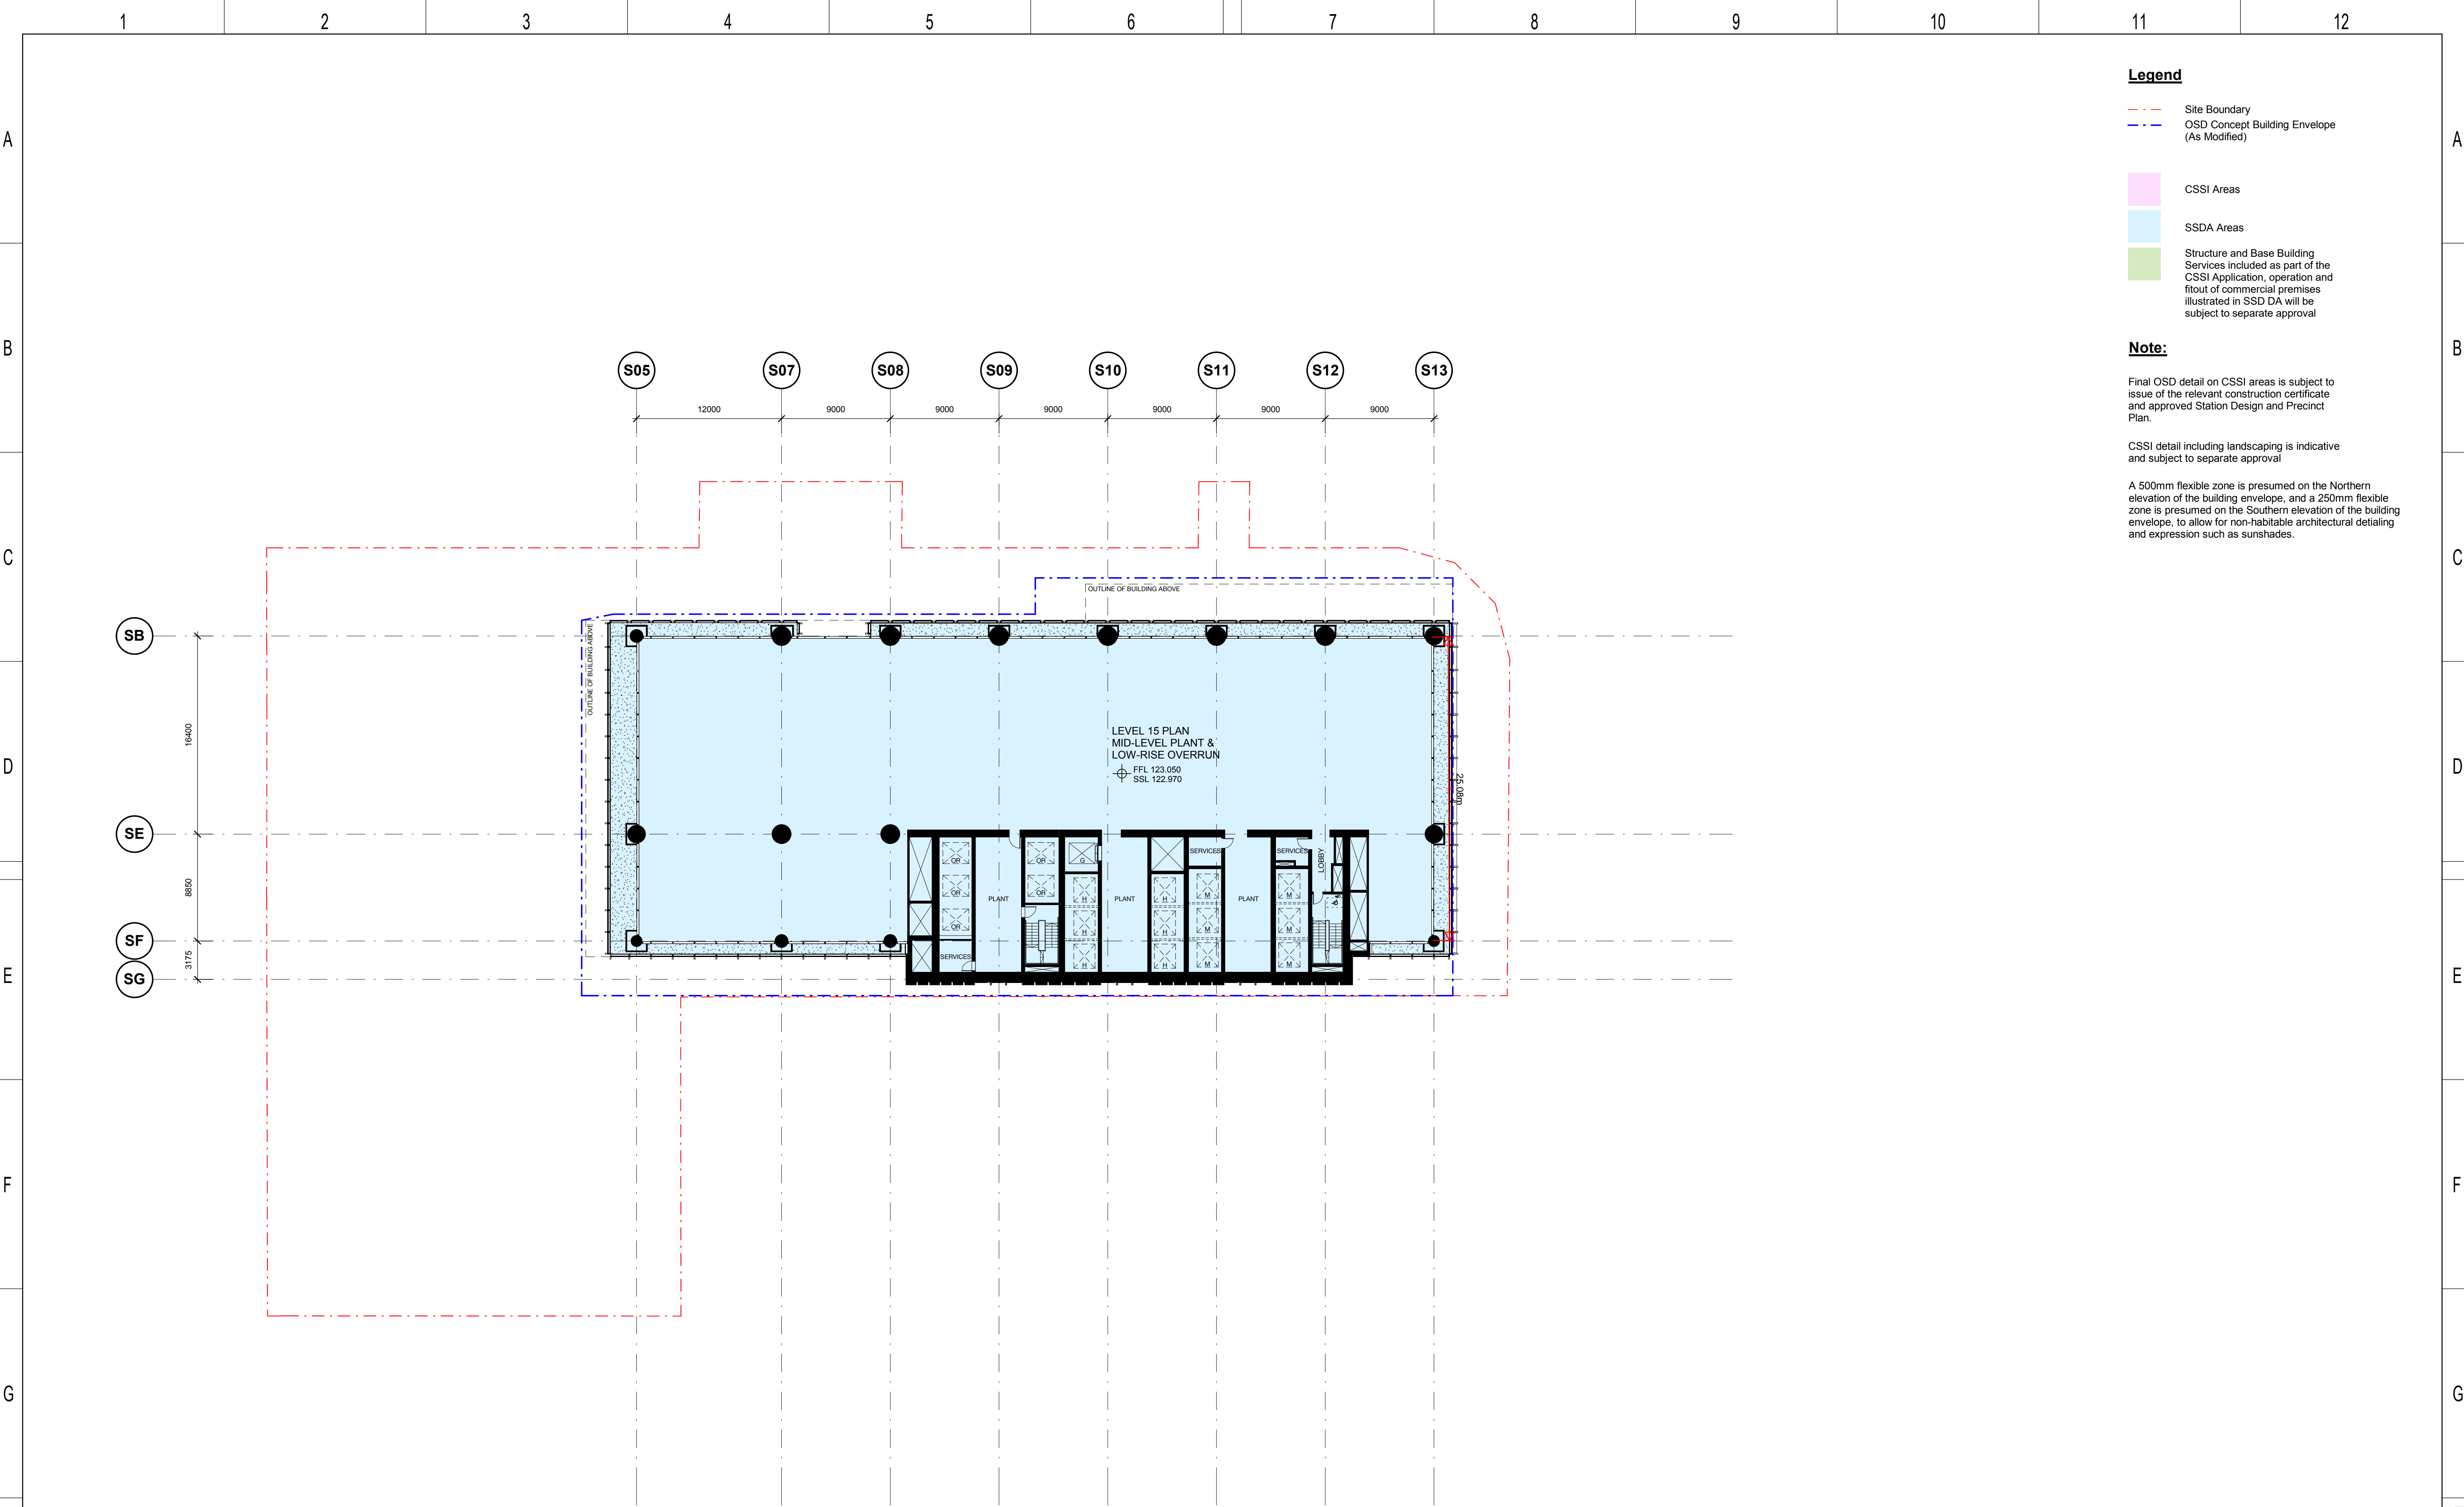 1 2 3 4 5 6 7 8 9 10 11 12
Legend
Site Boundary
OSD Concept Building Envelope
(As Modified)
A A
CSSI Areas
SSDA Areas
Structure and Base Building
Services included as part of the
CSSI Application, operation and
fitout of commercial premises
illustrated in SSD DA will be
subject to separate approval
B B
Note:
Final OSD detail on CSSI areas is subject to
issue of the relevant construction certificate
and approved Station Design and Precinct
Plan.
CSSI detail including landscaping is indicative
and subject to separate approval
A 500mm flexible zone is presumed on the Northern
elevation of the building envelope, and a 250mm flexible
zone is presumed on the Southern elevation of the building
envelope, to allow for non-habitable architectural detialing
and expression such as sunshades.
S05 S07 S08 S09 S10 S11 S12 S13
12000 9000 9000 9000 9000 9000 9000
C C
OUTLINE OF BUILDING ABOVE
OUTLINE OF BUILDING ABOVE
SB
16400
LEVEL 15 PLAN
MID-LEVEL PLANT &
LOW-RISE OVERRUN
FFL 123.050
SSL 122.970
25.08m
D D
SE
SERVICES SERVICES LOBBY
OR OR G
8850
OR OR H H M M
PLANT PLANT PLANT
OR H H M M
SF
3175
SERVICES H H M M
SG
E E
F F
G G